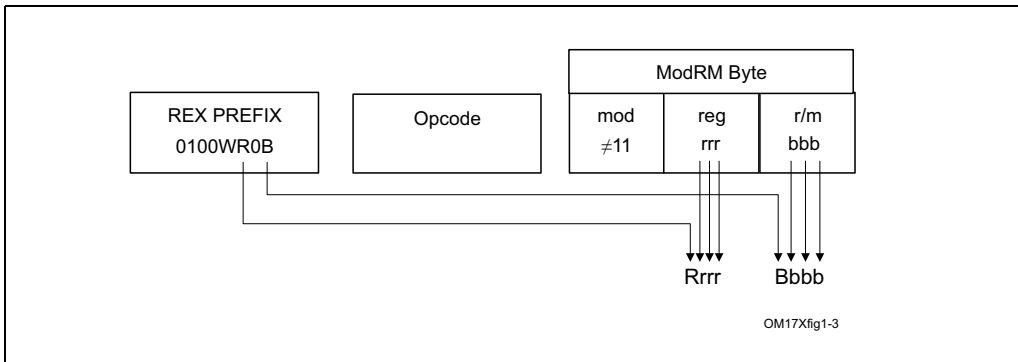 ModRM Byte
REX PREFIX
0100WR0B
Opcode
mod
≠11
reg
rrr
r/m
bbb
Rrrr
Bbbb
OM17Xfig1-3